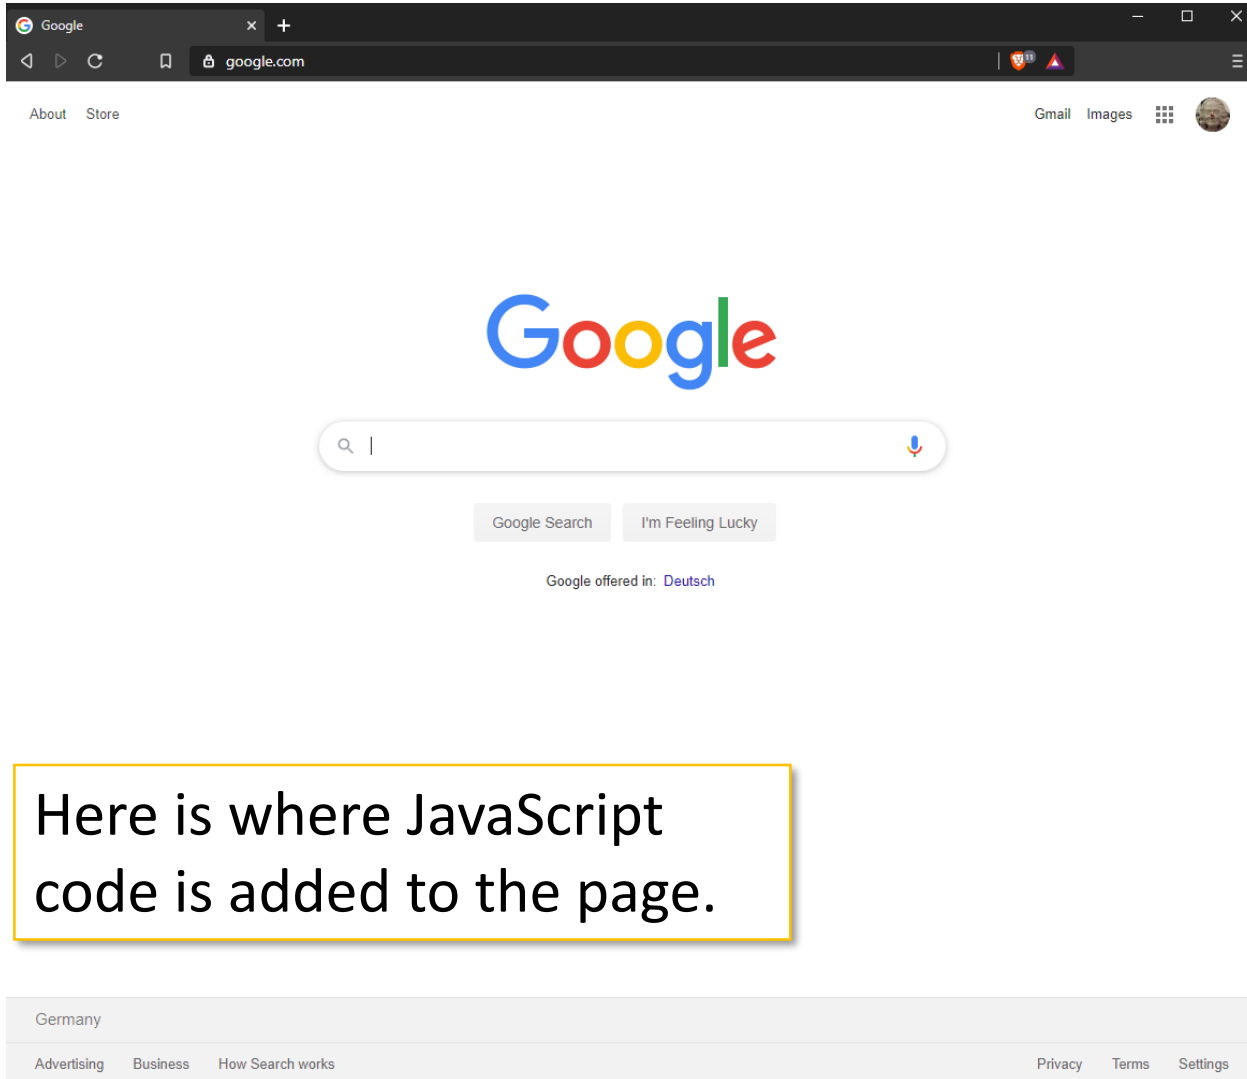 Google
google.com
11
About Store
Gmail Images
Google
Google Search I'm Feeling Lucky
Google offered in: Deutsch
Here is where JavaScript
code is added to the page.
Germany
Advertising Business How Search works
Privacy Terms Settings